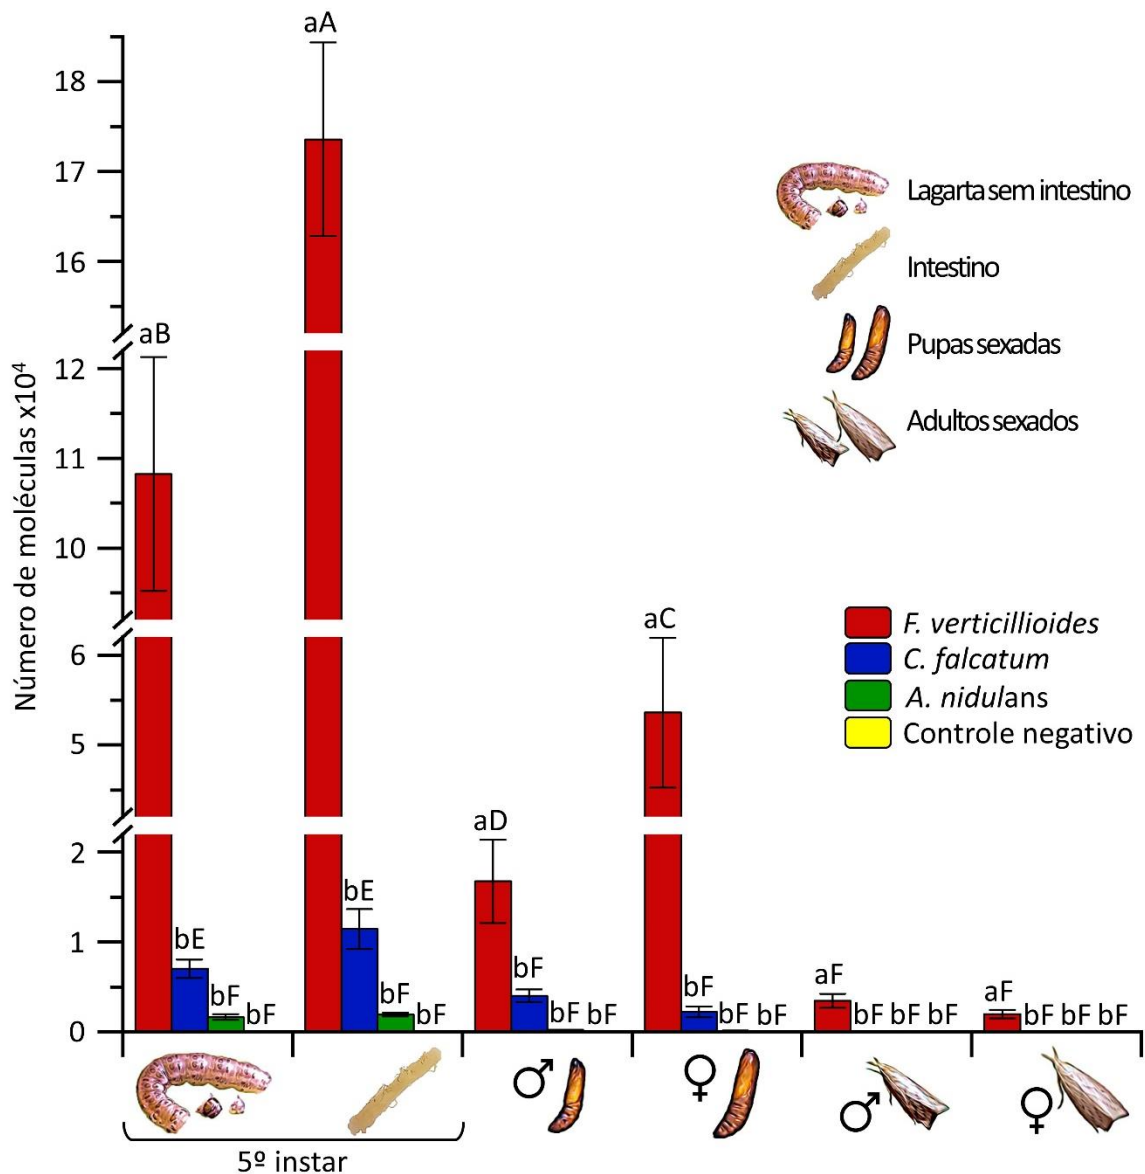 Número de moléculas x10⁴
18
17
16
12
11
10
6
5
2
1
0
aA
aB
aC
aD
bE
bF
bF
bE
bF
bF
bF
bF
bF
bF
bF
bF
aF
bF bF bF
aF
bF bF bF
Lagarta sem intestino
Intestino
Pupas sexadas
Adultos sexados
F. verticillioides
C. falcatum
A. nidulans
Controle negativo
♂
♀
♂
♀
5º instar